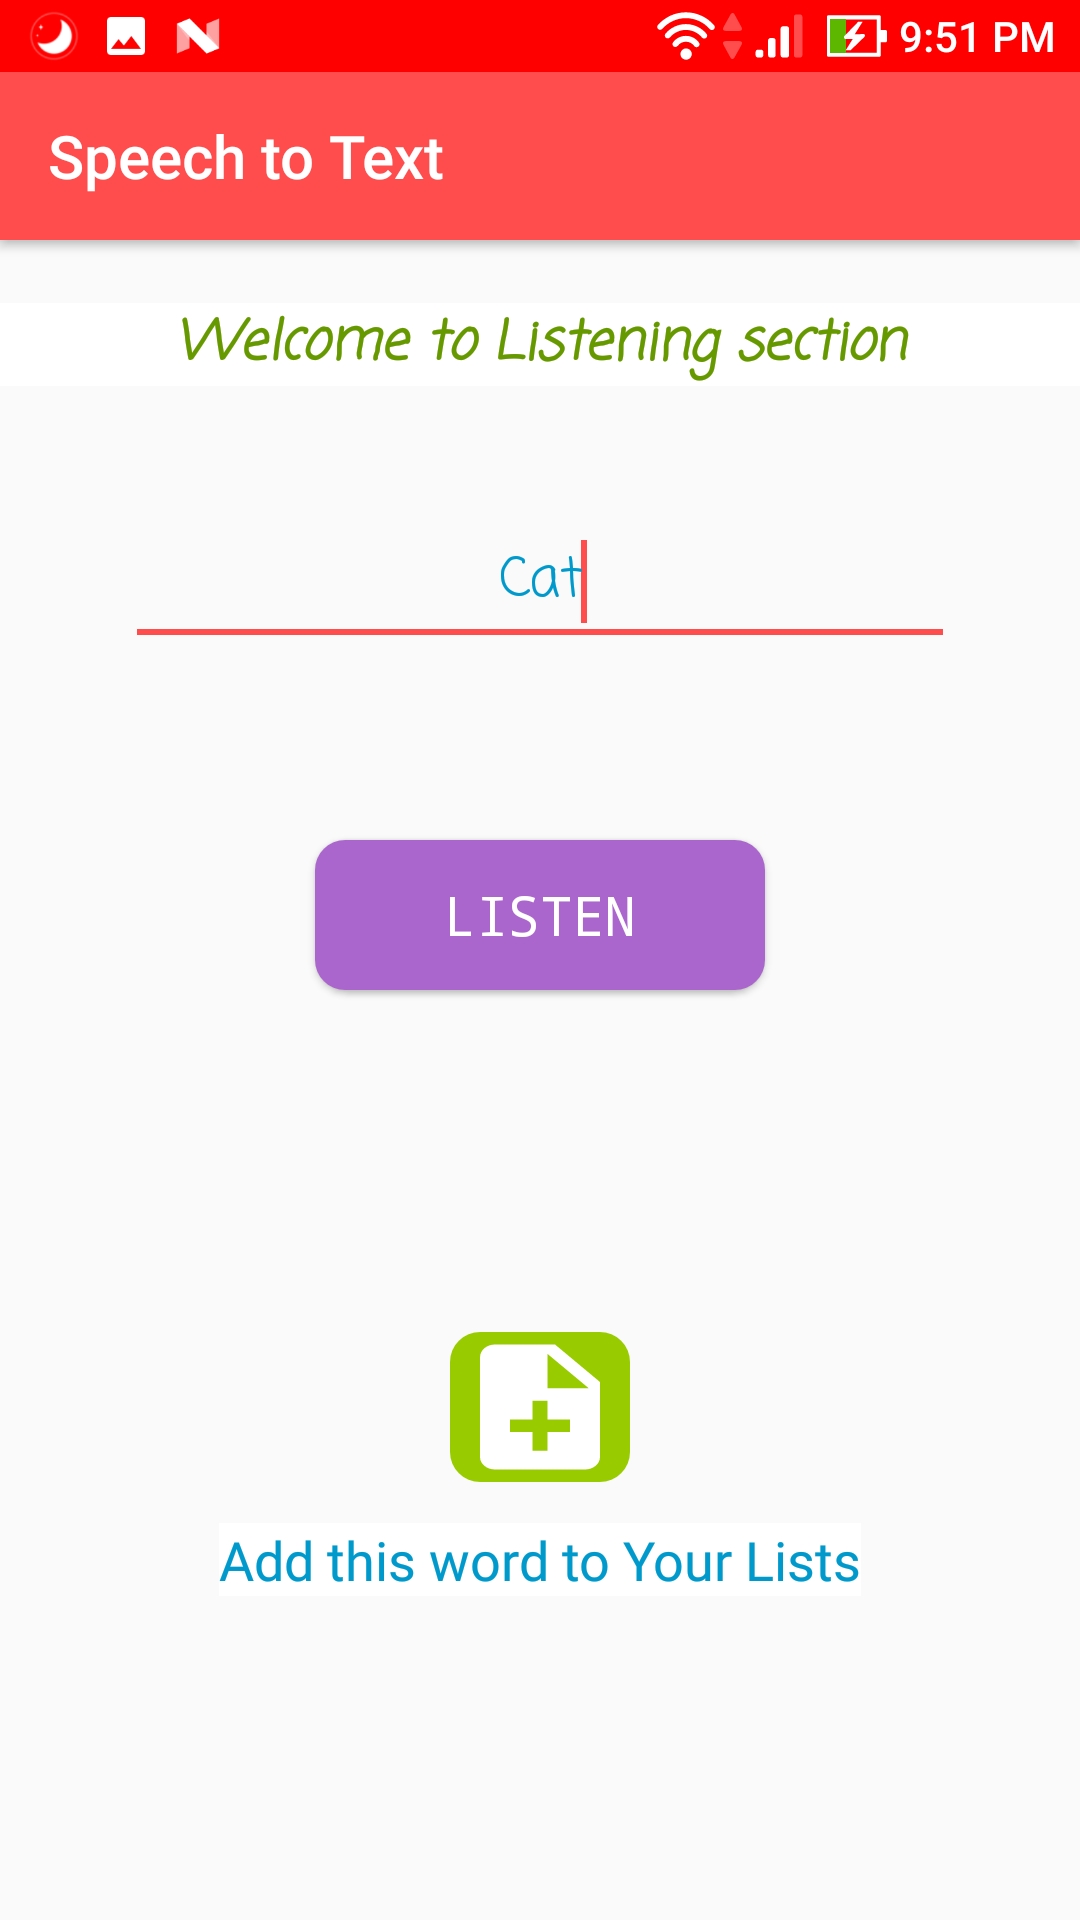 9:51 PM
Speech to Text
Welcome to Listening section
Cat
LISTEN
Add this word to Your Lists